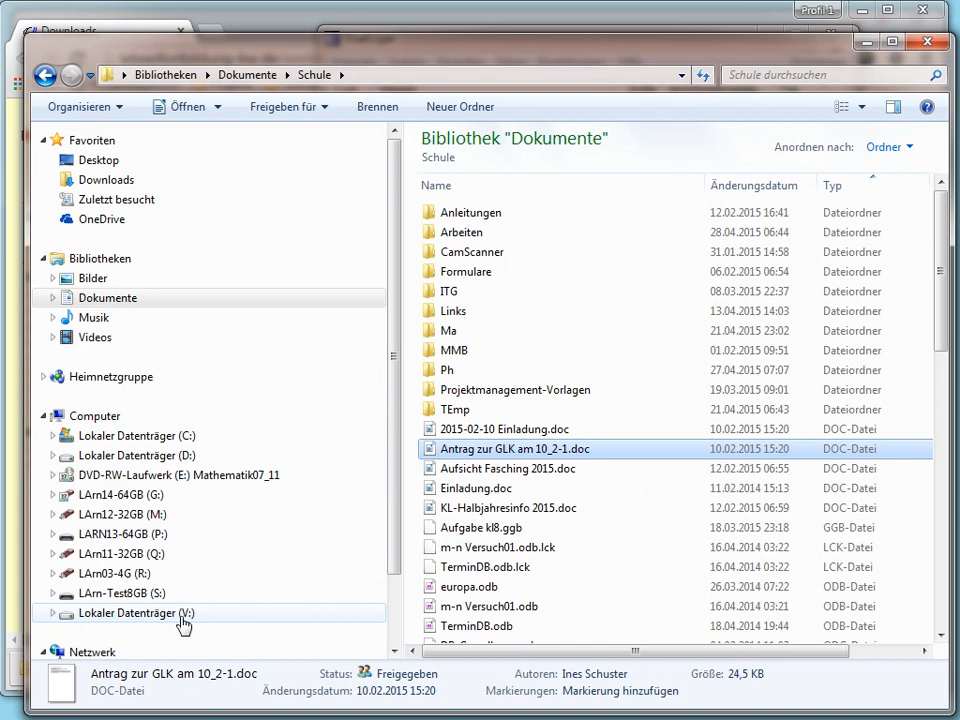 Profil 1
Downloads
Bibliotheken Dokumente Schule
Schule durchsuchen
Organisieren Öffnen Freigeben für Brennen Neuer Ordner
Favoriten
Desktop
Downloads
Zuletzt besucht
OneDrive
Bibliotheken
Bilder
Dokumente
Musik
Videos
Heimnetzgruppe
Computer
Lokaler Datenträger (C:)
Lokaler Datenträger (D:)
DVD-RW-Laufwerk (E:) Mathematik07_11
LArn14-64GB (G:)
LArn12-32GB (M:)
LARN13-64GB (P:)
LArn11-32GB (Q:)
LArn03-4G (R:)
LArn-Test8GB (S:)
Lokaler Datenträger (V:)
Netzwerk
Bibliothek "Dokumente"
Schule
Anordnen nach: Ordner
Name Änderungsdatum Typ
Anleitungen 12.02.2015 16:41 Dateiordner
Arbeiten 28.04.2015 06:44 Dateiordner
CamScanner 31.01.2015 14:58 Dateiordner
Formulare 06.02.2015 06:54 Dateiordner
ITG 08.03.2015 22:37 Dateiordner
Links 13.04.2015 14:03 Dateiordner
Ma 21.04.2015 23:02 Dateiordner
MMB 01.02.2015 09:51 Dateiordner
Ph 27.04.2015 07:07 Dateiordner
Projektmanagement-Vorlagen 19.03.2015 09:01 Dateiordner
TEmp 21.04.2015 06:43 Dateiordner
2015-02-10 Einladung.doc 10.02.2015 15:20 DOC-Datei
Antrag zur GLK am 10_2-1.doc 10.02.2015 15:20 DOC-Datei
Aufsicht Fasching 2015.doc 12.02.2015 06:55 DOC-Datei
Einladung.doc 11.02.2014 15:13 DOC-Datei
KL-Halbjahresinfo 2015.doc 12.02.2015 06:59 DOC-Datei
Aufgabe kl8.ggb 18.03.2015 23:18 GGB-Datei
m-n Versuch01.odb.lck 16.04.2014 03:22 LCK-Datei
TerminDB.odb.lck 16.04.2014 03:22 LCK-Datei
europa.odb 26.03.2014 07:22 ODB-Datei
m-n Versuch01.odb 16.04.2014 03:21 ODB-Datei
TerminDB.odb 18.04.2014 19:44 ODB-Datei
Antrag zur GLK am 10_2-1.doc Status: Freigegeben Autoren: Ines Schuster Größe: 24,5 KB
DOC-Datei Änderungsdatum: 10.02.2015 15:20 Markierungen: Markierung hinzufügen